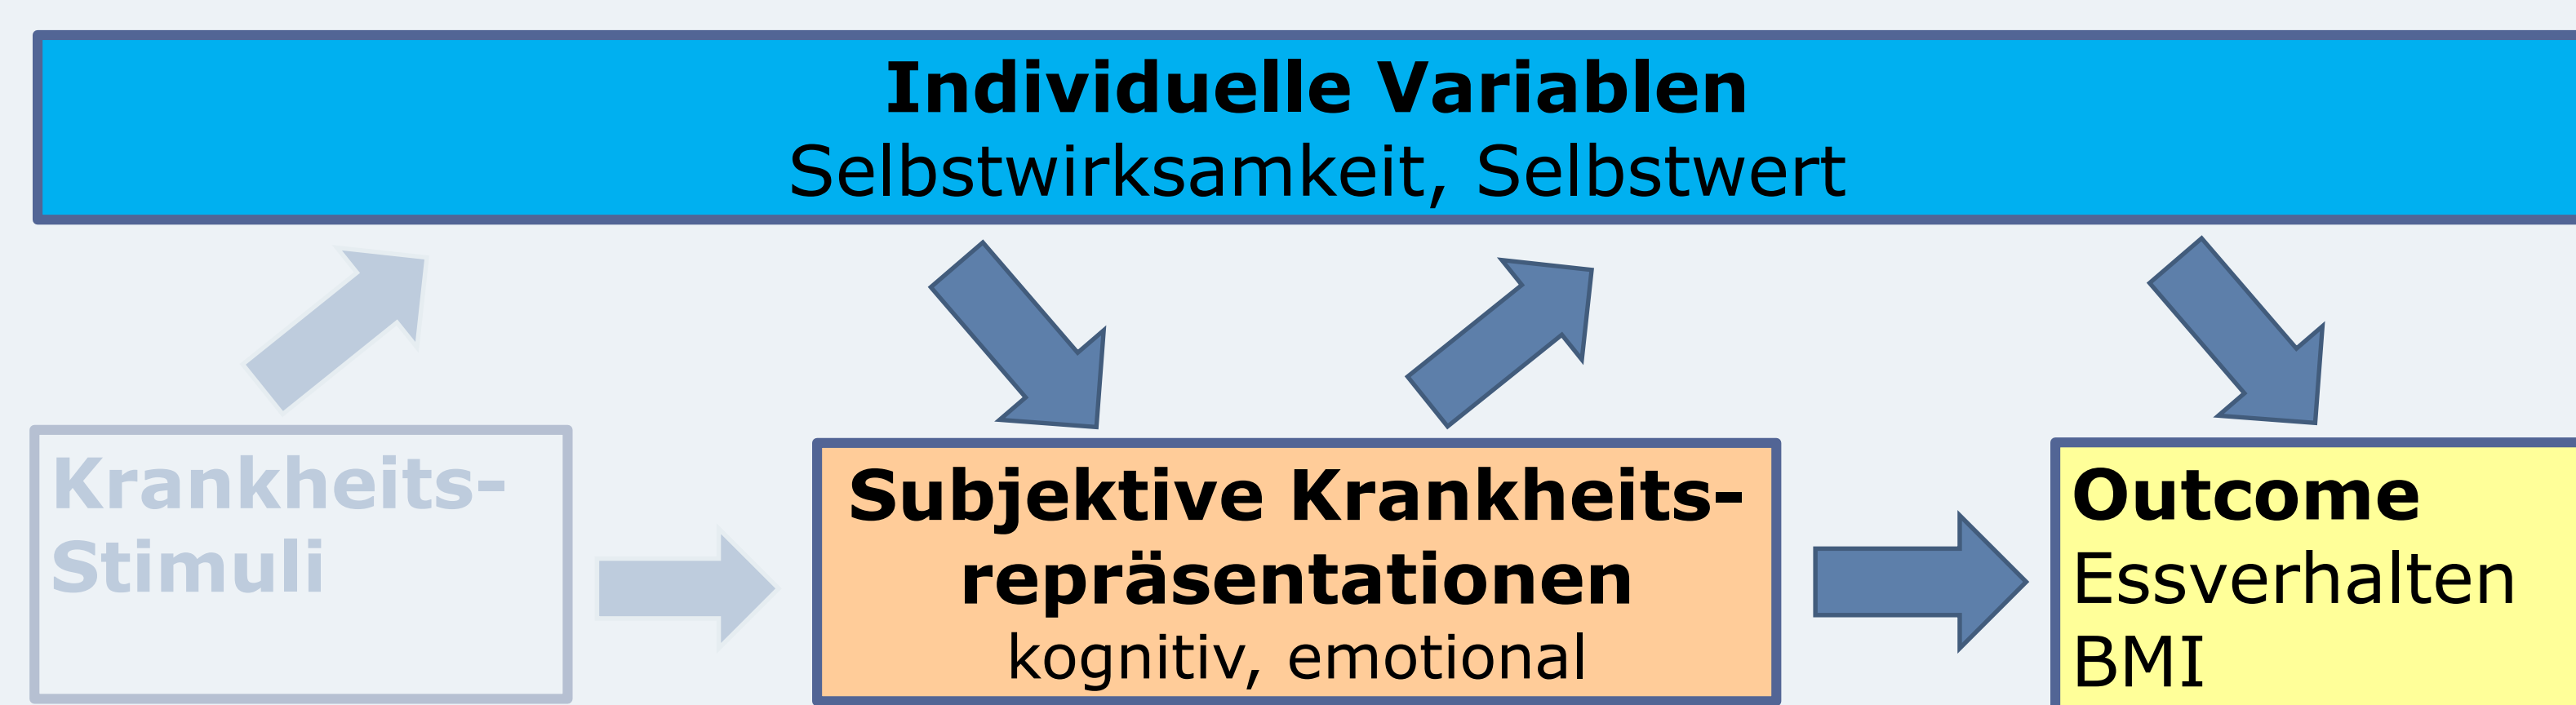 Individuelle Variablen
Selbstwirksamkeit, Selbstwert
Krankheits-
Stimuli
Subjektive Krankheits-
repräsentationen
kognitiv, emotional
Outcome
Essverhalten
BMI